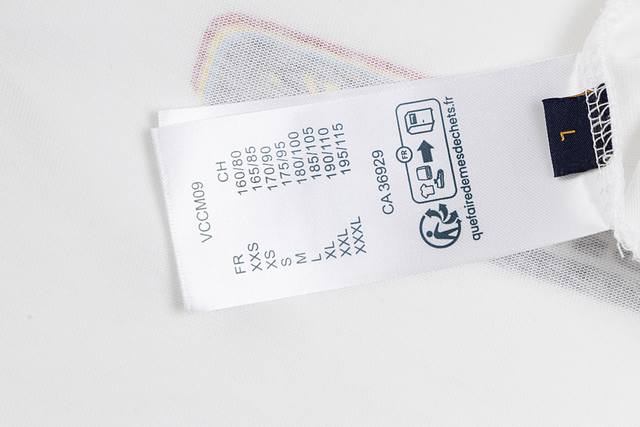 VCCM09
FR CH
XXS 160/80
XS 165/85
S 170/90
M 175/95
L 180/100
XL 185/105
XXL 190/110
XXXL 195/115
CA 36929
FR
quefairedemesdechets.fr
L